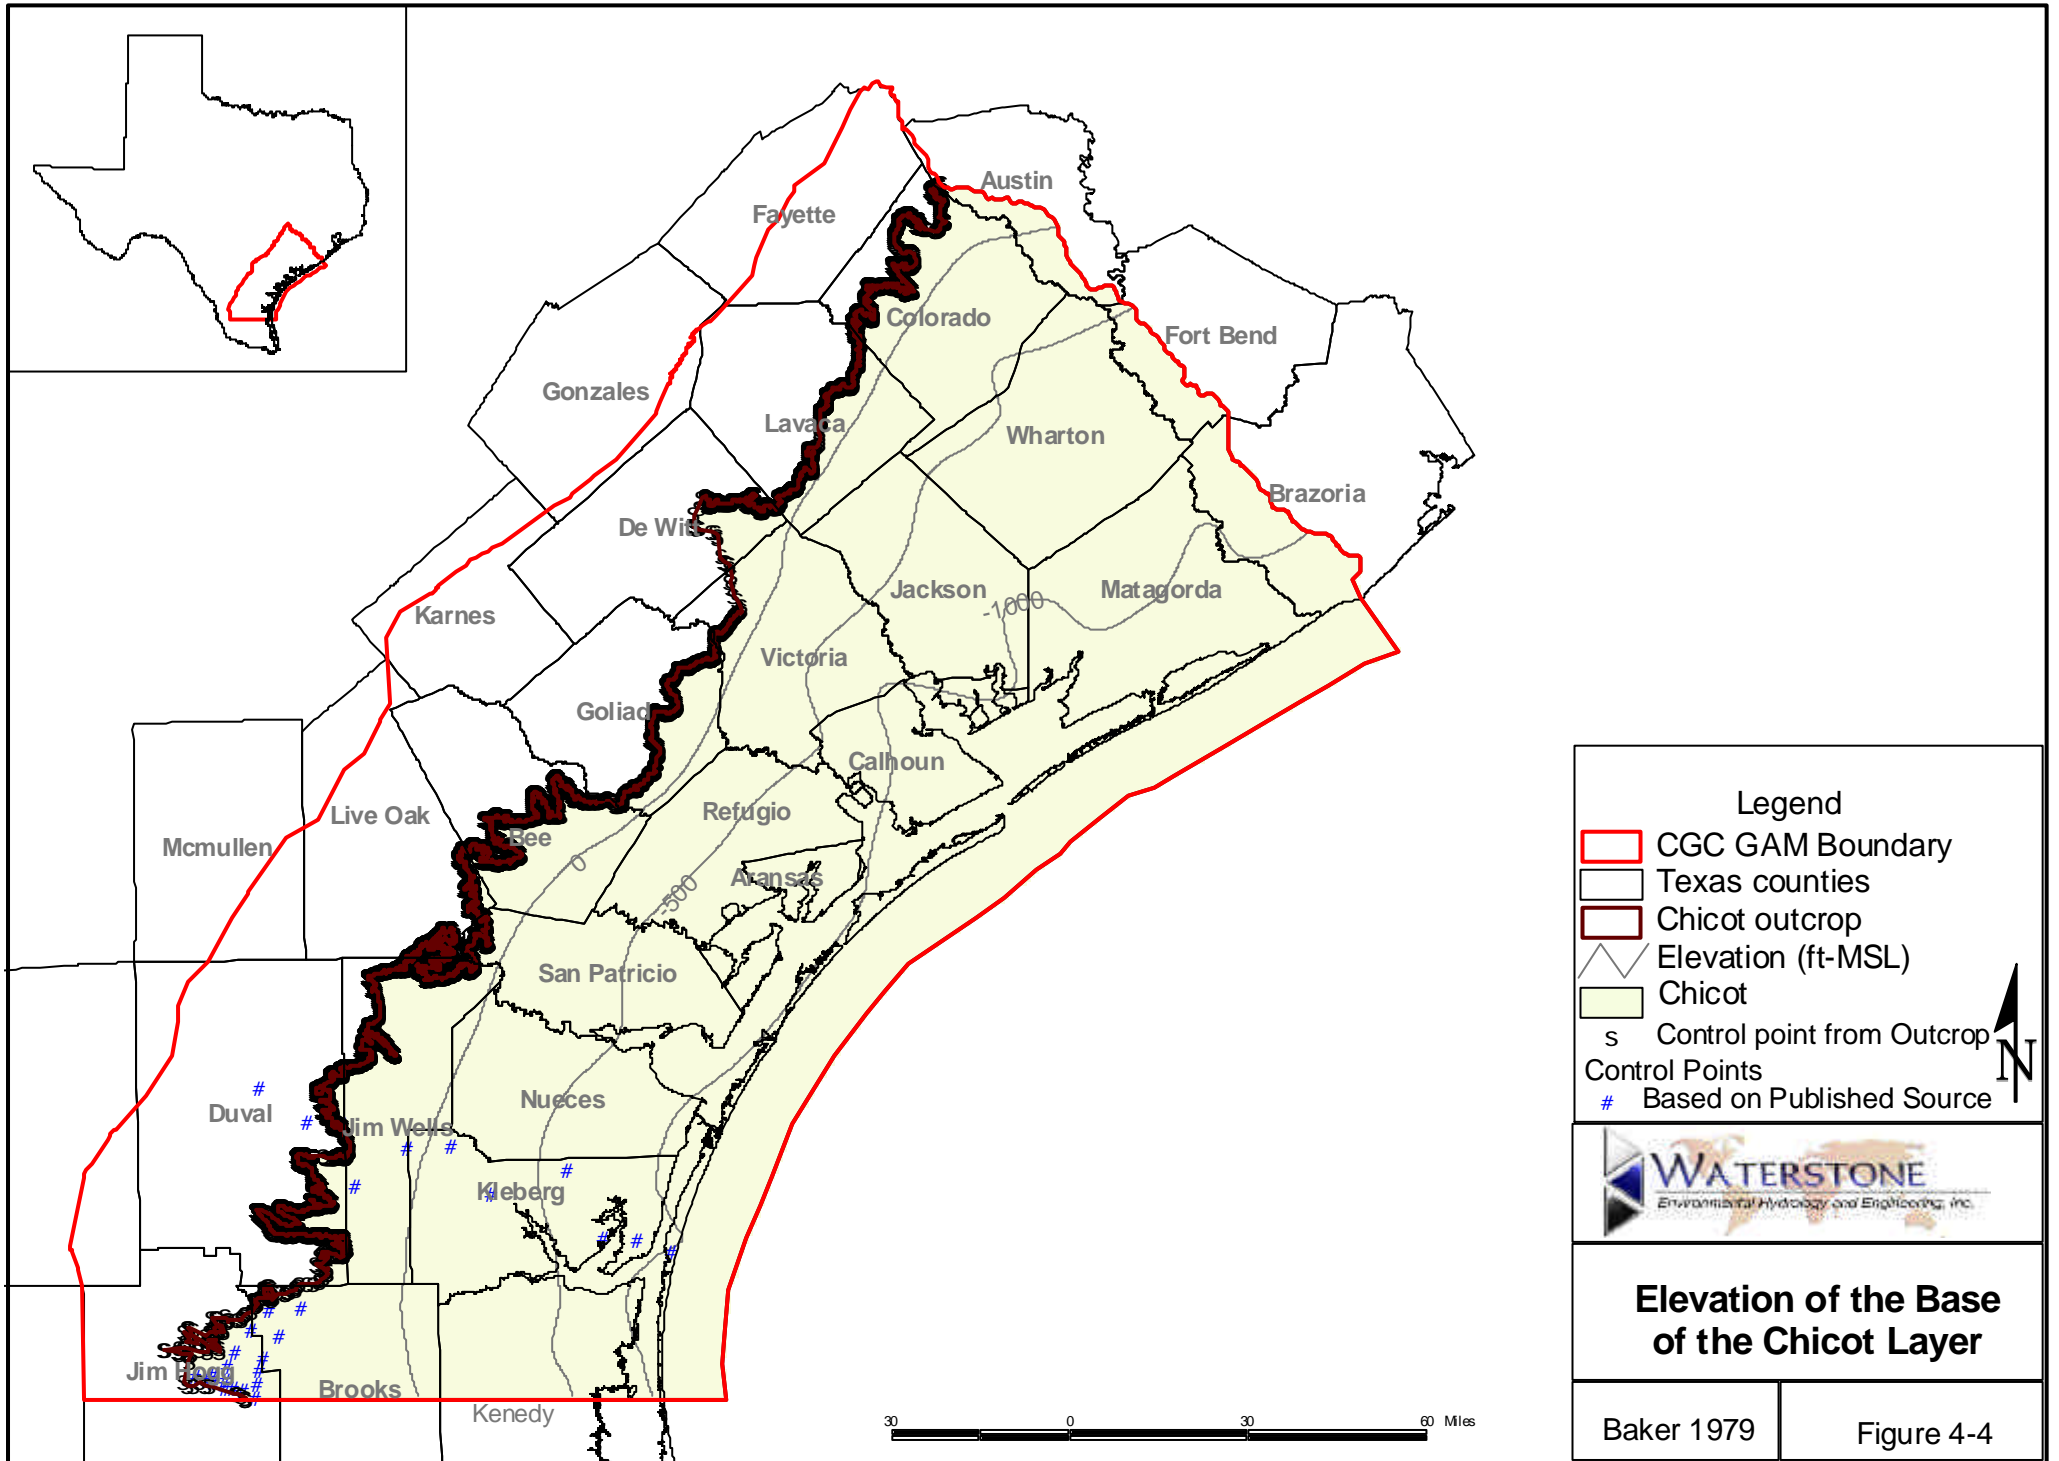 Austin
Fayette
Colorado
Fort Bend
Gonzales
Lavaca
Wharton
Brazoria
De Witt
Jackson
-1000
Matagorda
Karnes
Victoria
Goliad
Calhoun
Live Oak
Refugio
Mcmullen
Bee
0
Aransas
-500
San Patricio
Nueces
Duval
Jim Wells
Kleberg
Jim Hogg
Brooks
Kenedy
30 0 30 60 Miles
Legend
CGC GAM Boundary
Texas counties
Chicot outcrop
Elevation (ft-MSL)
Chicot
s Control point from Outcrop
Control Points
# Based on Published Source
N
WATERSTONE
Environmental Hydrology and Engineering, Inc.
Elevation of the Base
of the Chicot Layer
Baker 1979
Figure 4-4